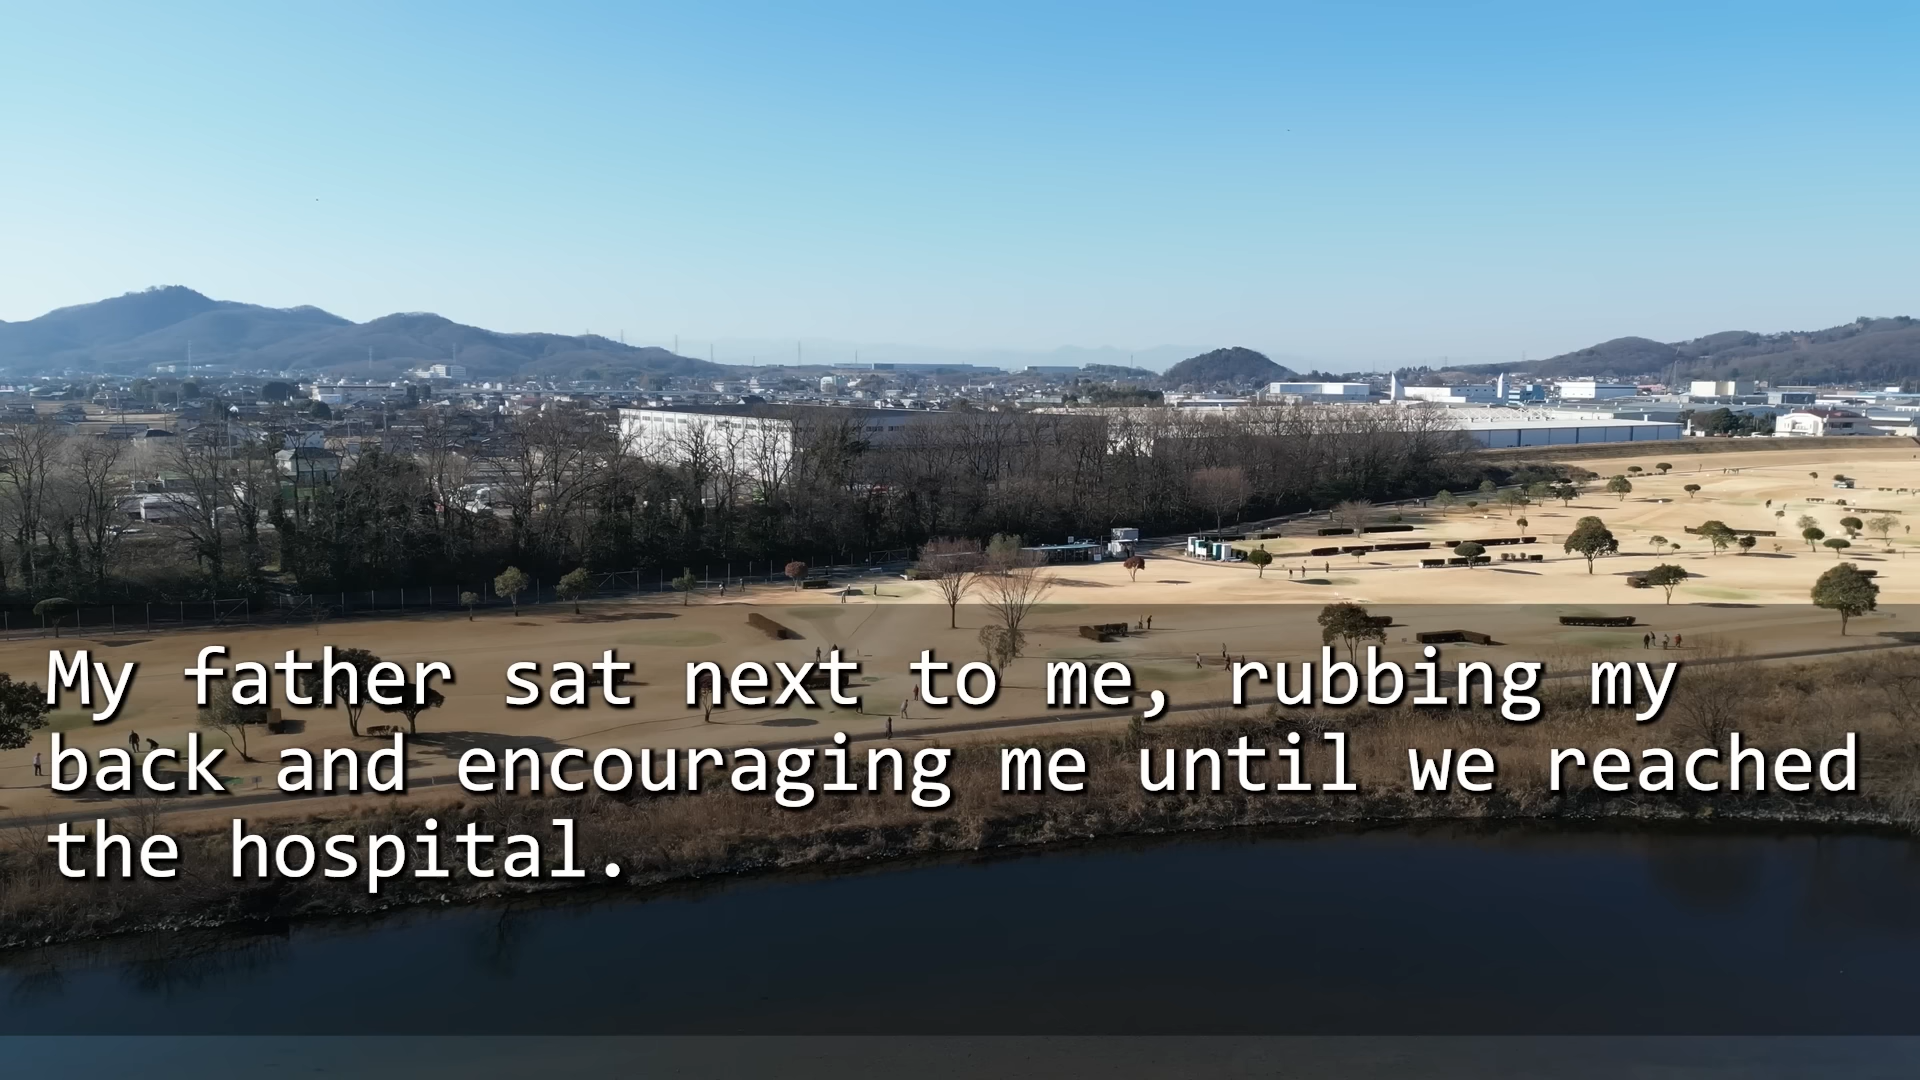 My father sat next to me, rubbing my
back and encouraging me until we reached
the hospital.